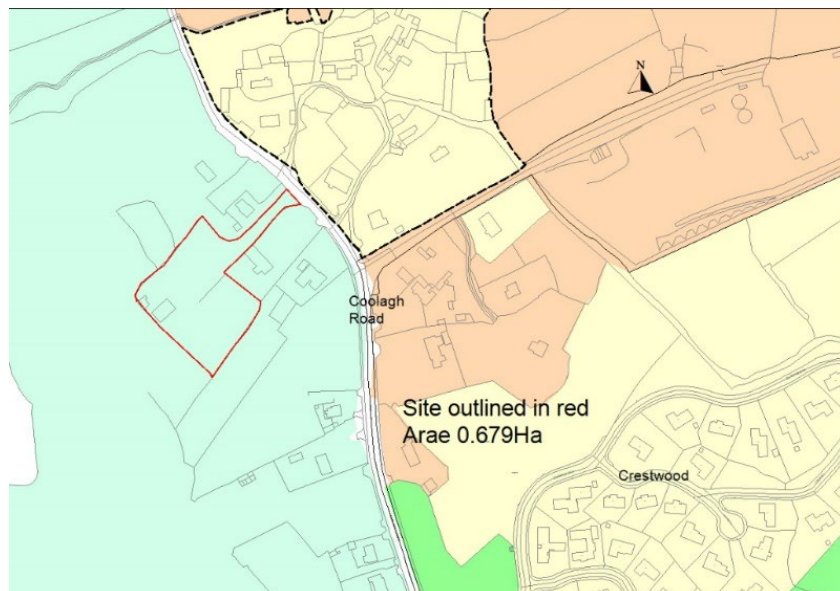 N
Coolagh
Road
Site outlined in red
Arae 0.679Ha
Crestwood